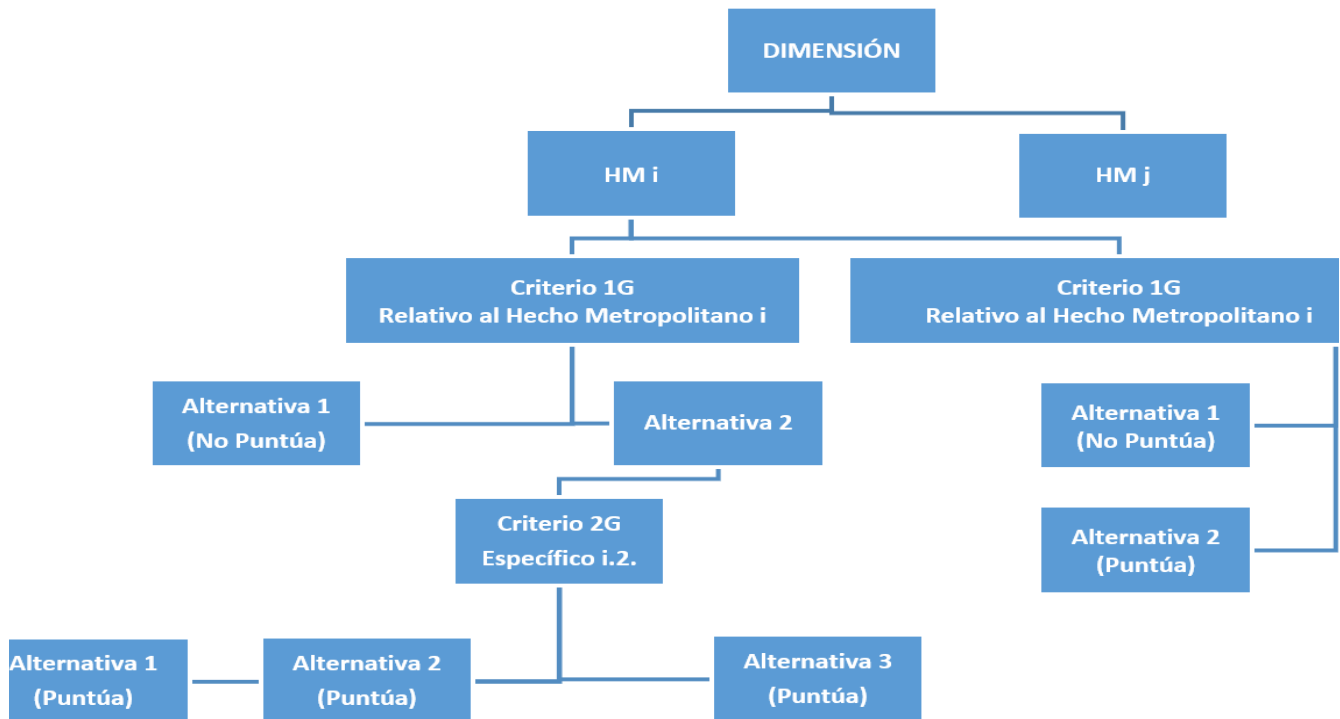 DIMENSIÓN
HM i
HM j
Criterio 1G
Relativo al Hecho Metropolitano i
Criterio 1G
Relativo al Hecho Metropolitano i
Alternativa 1
(No Puntúa)
Alternativa 2
Alternativa 1
(No Puntúa)
Criterio 2G
Específico i.2.
Alternativa 2
(Puntúa)
Alternativa 1
(Puntúa)
Alternativa 2
(Puntúa)
Alternativa 3
(Puntúa)